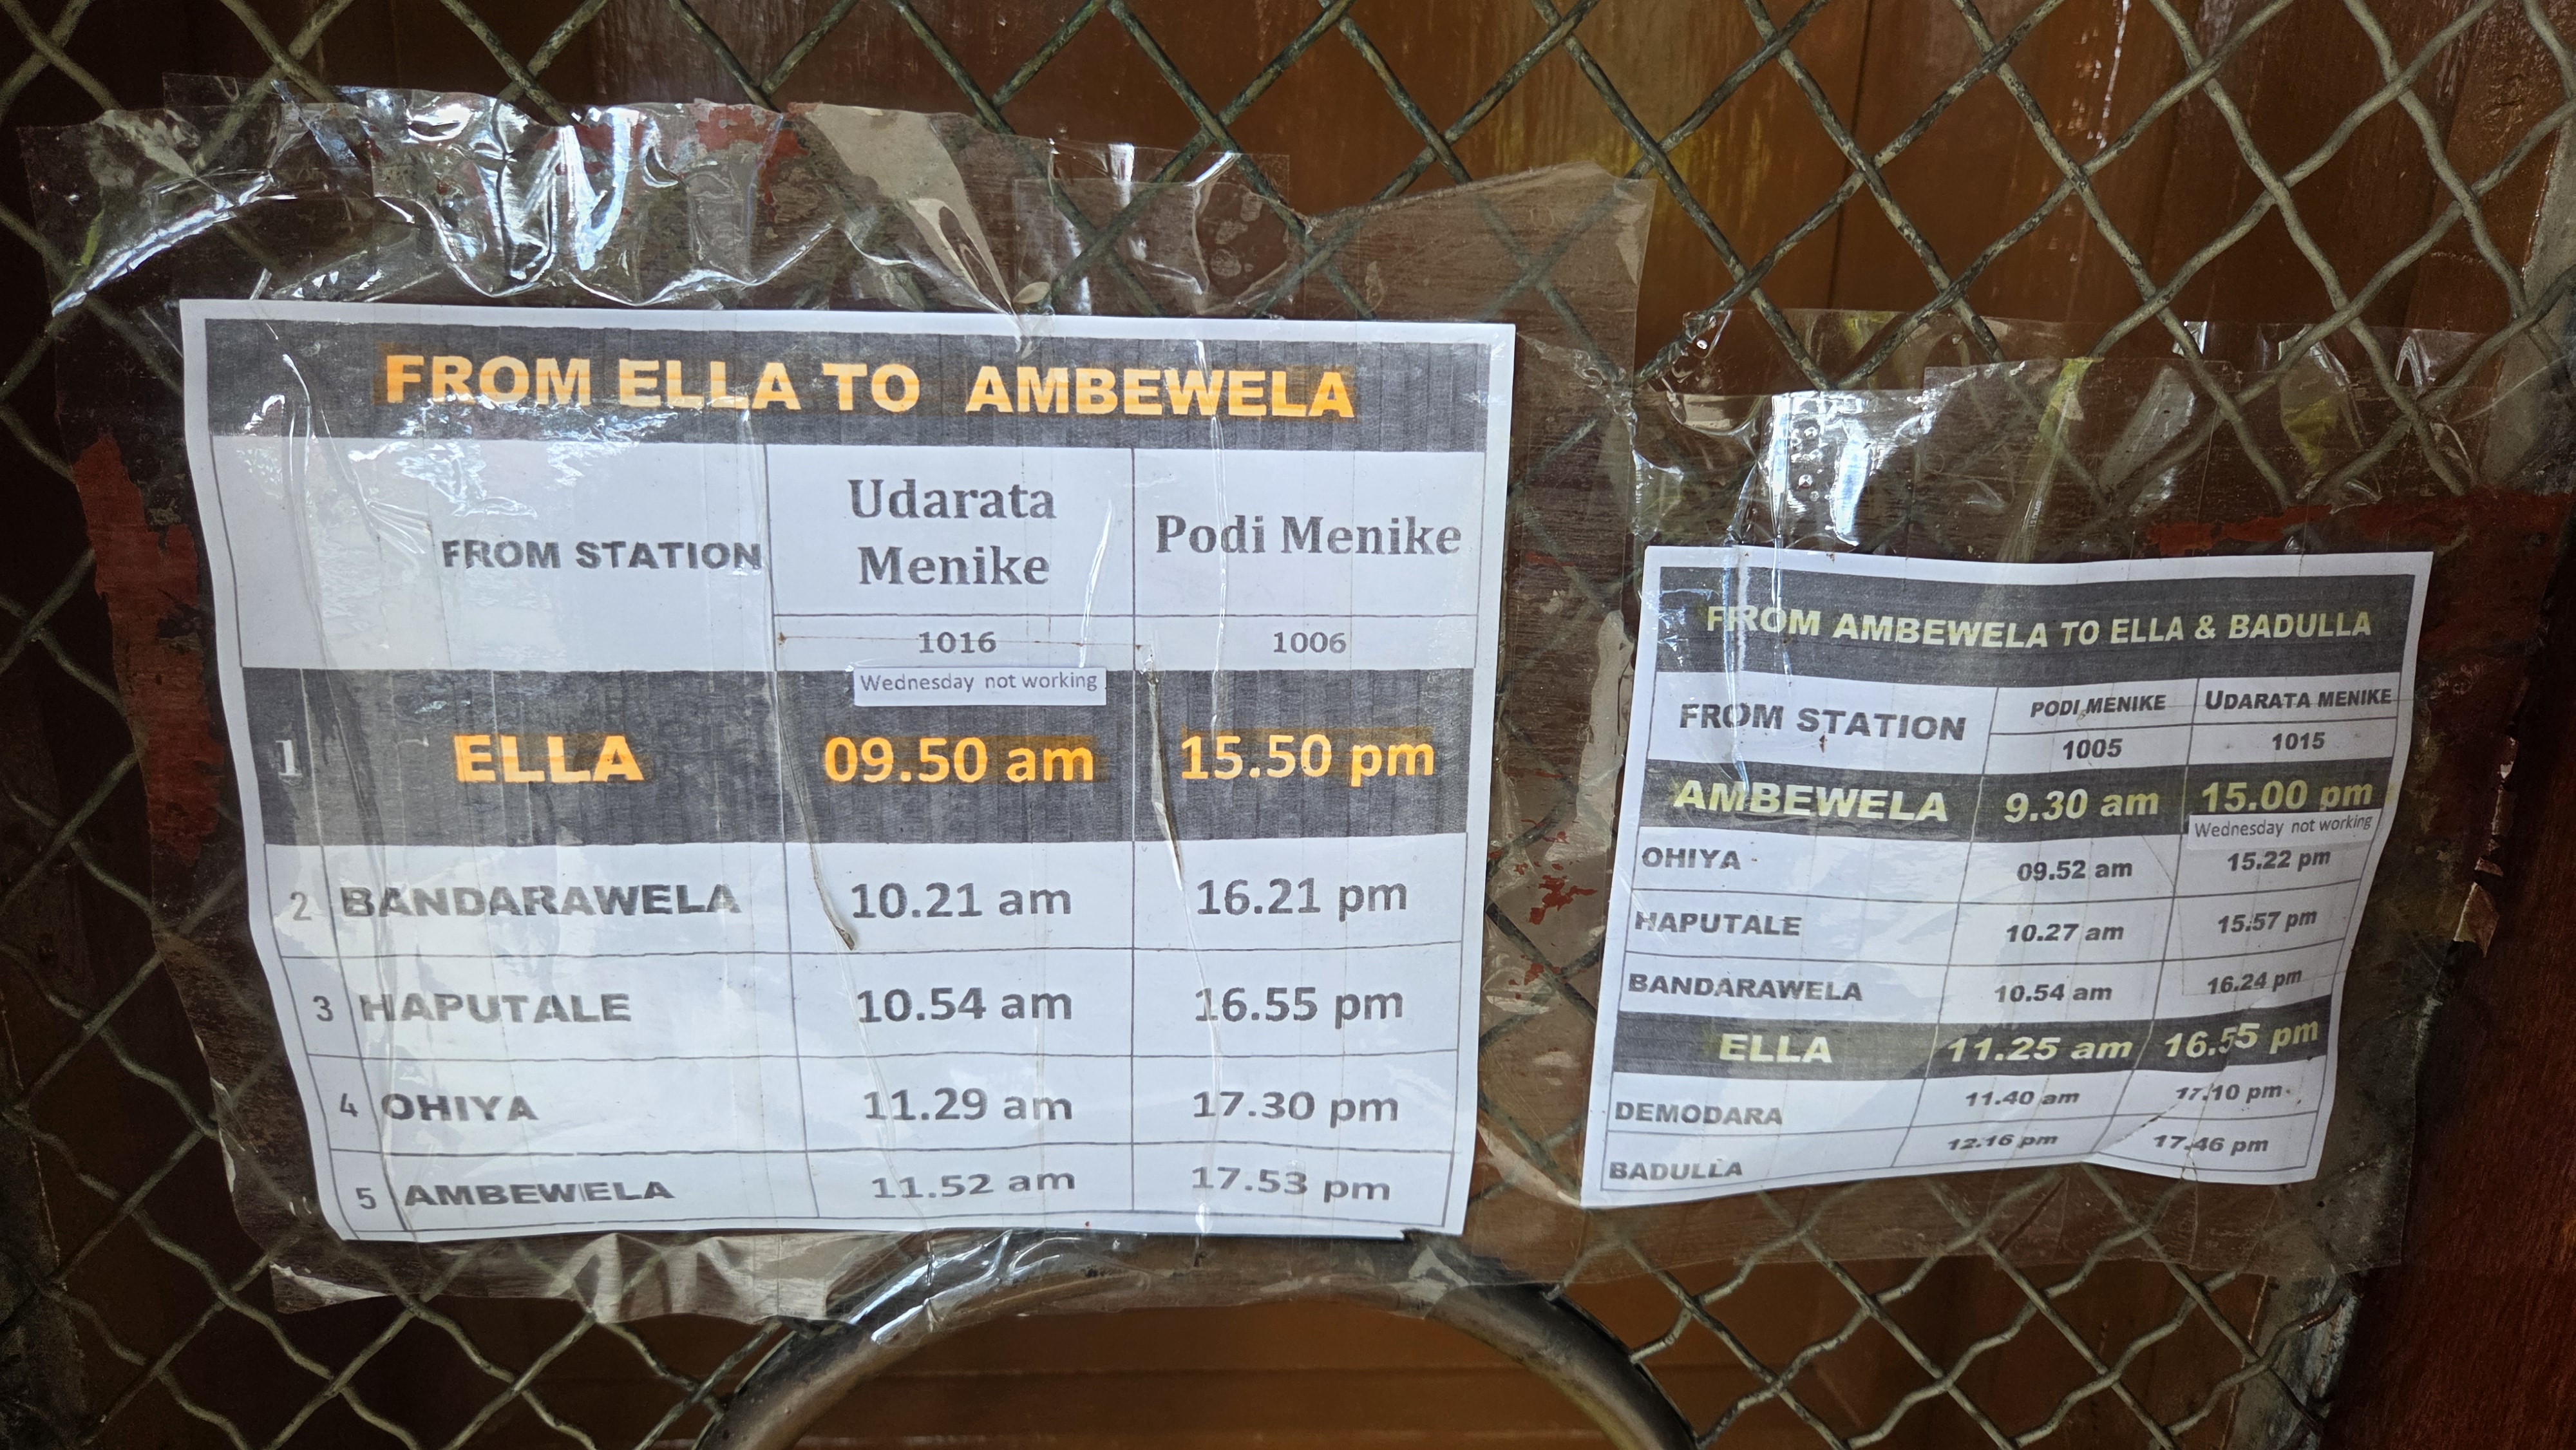 FROM ELLA TO AMBEWELA
FROM STATION Udarata Menike Podi Menike
1016 1006
Wednesday not working
1 ELLA 09.50 am 15.50 pm
2 BANDARAWELA 10.21 am 16.21 pm
3 HAPUTALE 10.54 am 16.55 pm
4 OHIYA 11.29 am 17.30 pm
5 AMBEWELA 11.52 am 17.53 pm
FROM AMBEWELA TO ELLA & BADULLA
FROM STATION PODI MENIKE UDARATA MENIKE
1005 1015
AMBEWELA 9.30 am 15.00 pm
Wednesday not working
OHIYA 09.52 am 15.22 pm
HAPUTALE 10.27 am 15.57 pm
BANDARAWELA 10.54 am 16.24 pm
ELLA 11.25 am 16.55 pm
DEMODARA 11.40 am 17.10 pm
BADULLA 12.16 pm 17.46 pm